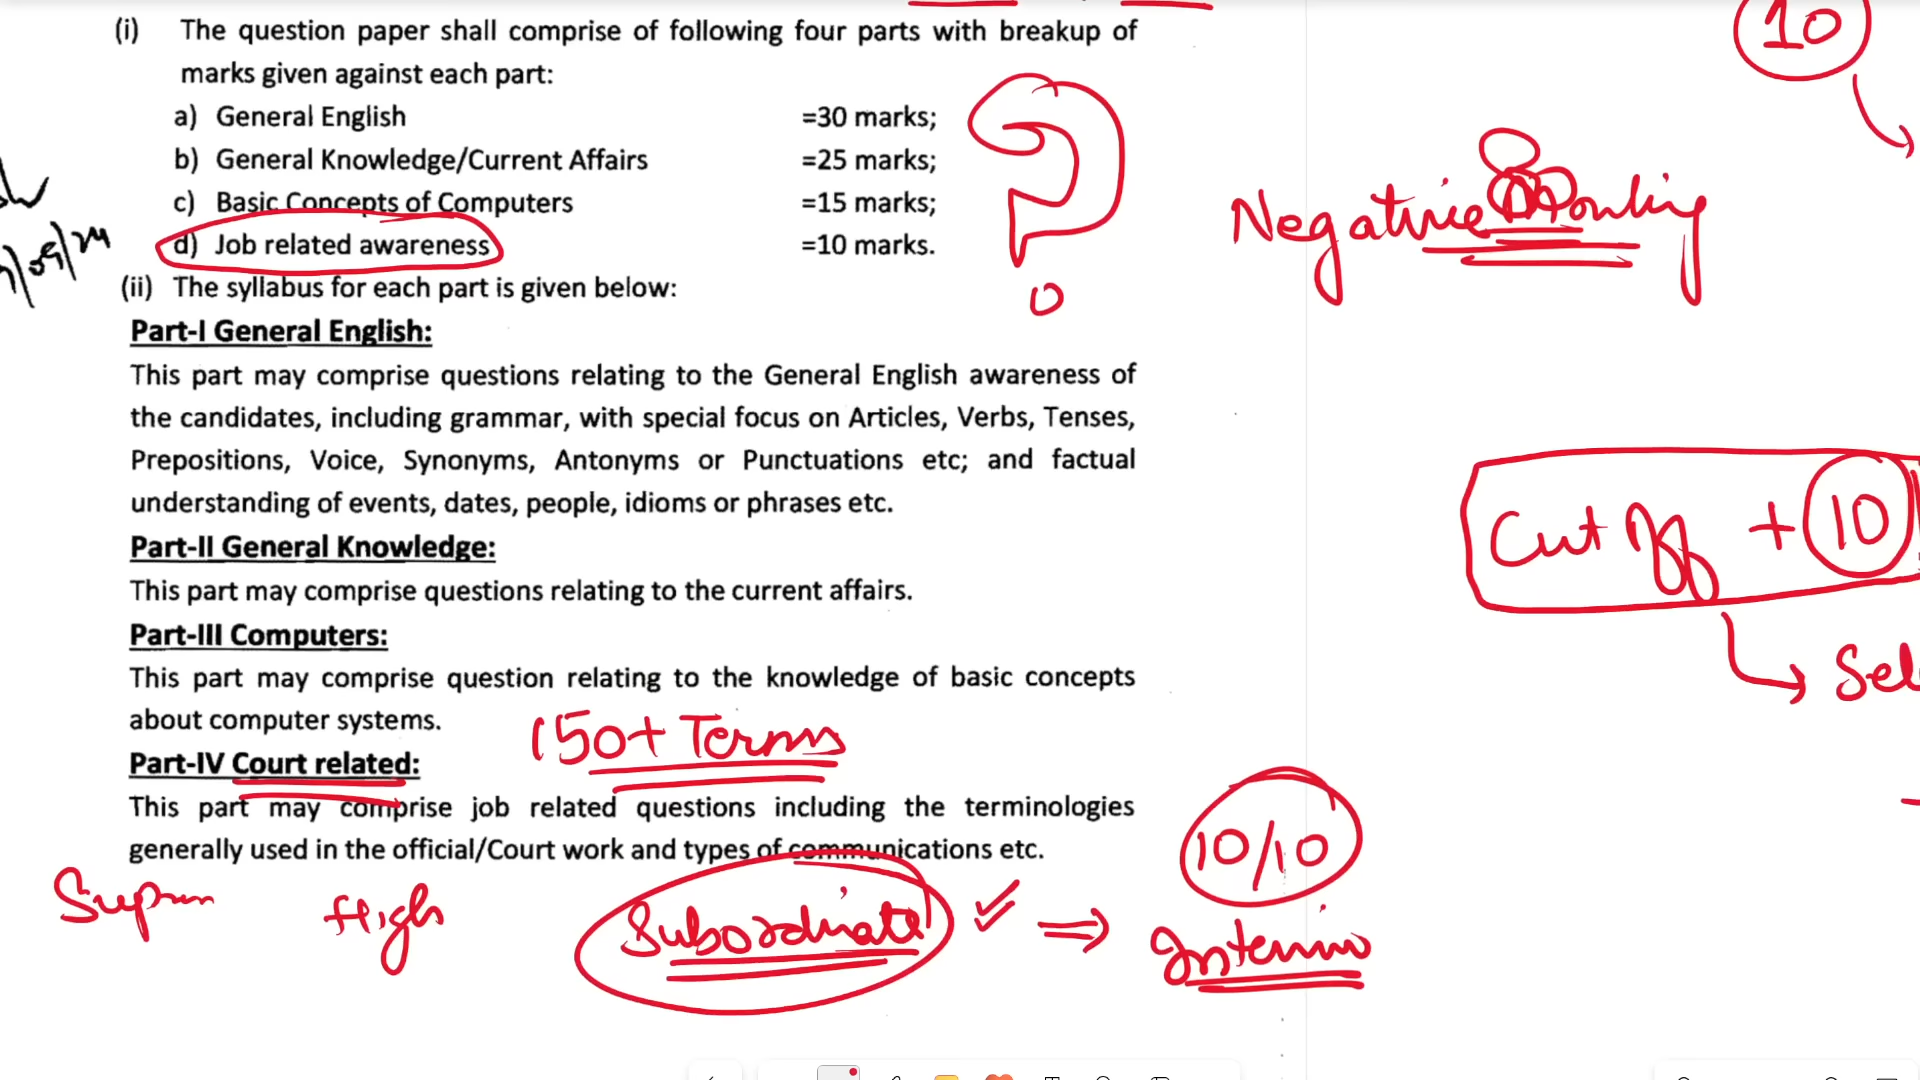 (i) The question paper shall comprise of following four parts with breakup of
marks given against each part:
a) General English =30 marks;
b) General Knowledge/Current Affairs =25 marks;
c) Basic Concepts of Computers =15 marks;
d) Job related awareness =10 marks.
(ii) The syllabus for each part is given below:
Part-I General English:
This part may comprise questions relating to the General English awareness of
the candidates, including grammar, with special focus on Articles, Verbs, Tenses,
Prepositions, Voice, Synonyms, Antonyms or Punctuations etc; and factual
understanding of events, dates, people, idioms or phrases etc.
Part-II General Knowledge:
This part may comprise questions relating to the current affairs.
Part-III Computers:
This part may comprise question relating to the knowledge of basic concepts
about computer systems.
150+ Terms
Part-IV Court related:
This part may comprise job related questions including the terminologies
generally used in the official/Court work and types of communications etc.
High Subordinate
10/10
10
Negative
Cut off + 10
Sel